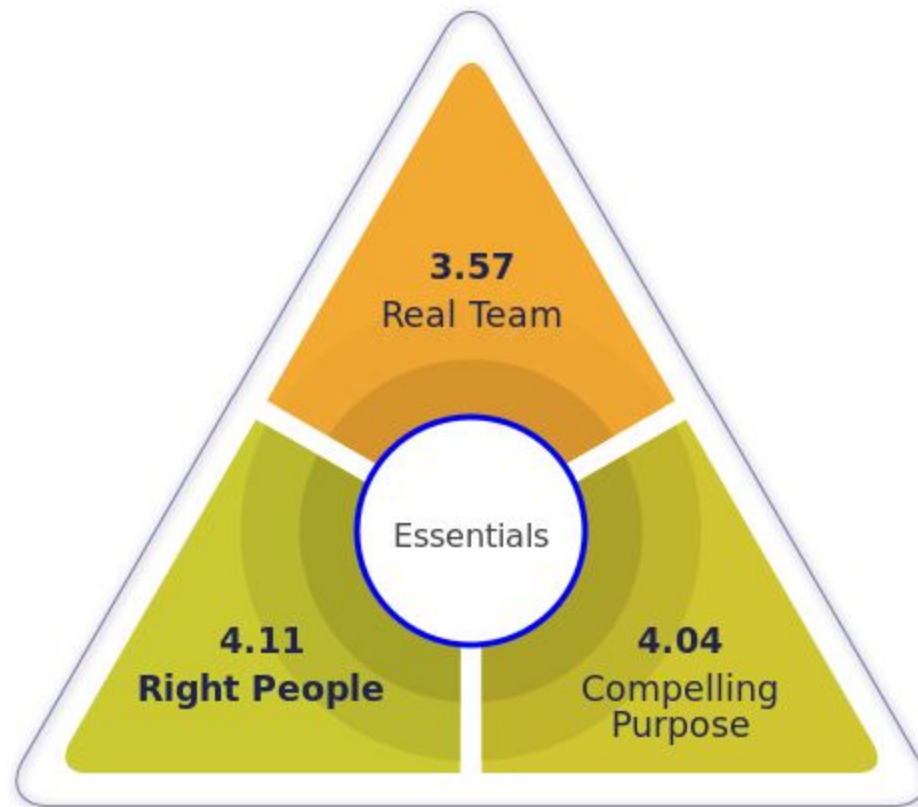 3.57
Real Team
Essentials
4.11
Right People
4.04
Compelling
Purpose